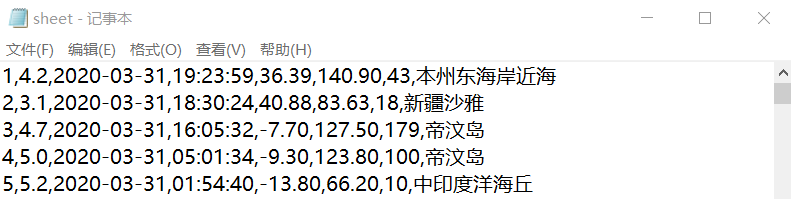 sheet - 记事本
文件(F) 编辑(E) 格式(O) 查看(V) 帮助(H)
1,4.2,2020-03-31,19:23:59,36.39,140.90,43,本州东海岸近海
2,3.1,2020-03-31,18:30:24,40.88,83.63,18,新疆沙雅
3,4.7,2020-03-31,16:05:32,-7.70,127.50,179,帝汶岛
4,5.0,2020-03-31,05:01:34,-9.30,123.80,100,帝汶岛
5,5.2,2020-03-31,01:54:40,-13.80,66.20,10,中印度洋海丘